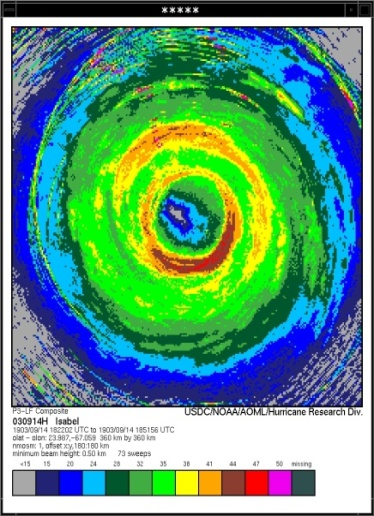 *****
P3-LF Composite
USDC/NOAA/AOML/Hurricane Research Div.
030914H Isabel
1903/09/14 182202 UTC to 1903/09/14 185156 UTC
olat - alon: 23.987,-67.059 360 km by 360 km
nmosm: 1, offset:xy,180:180 km
minimum beam height: 0.50 km 73 sweeps
<15 15 20 24 28 32 35 38 41 44 47 50 missing